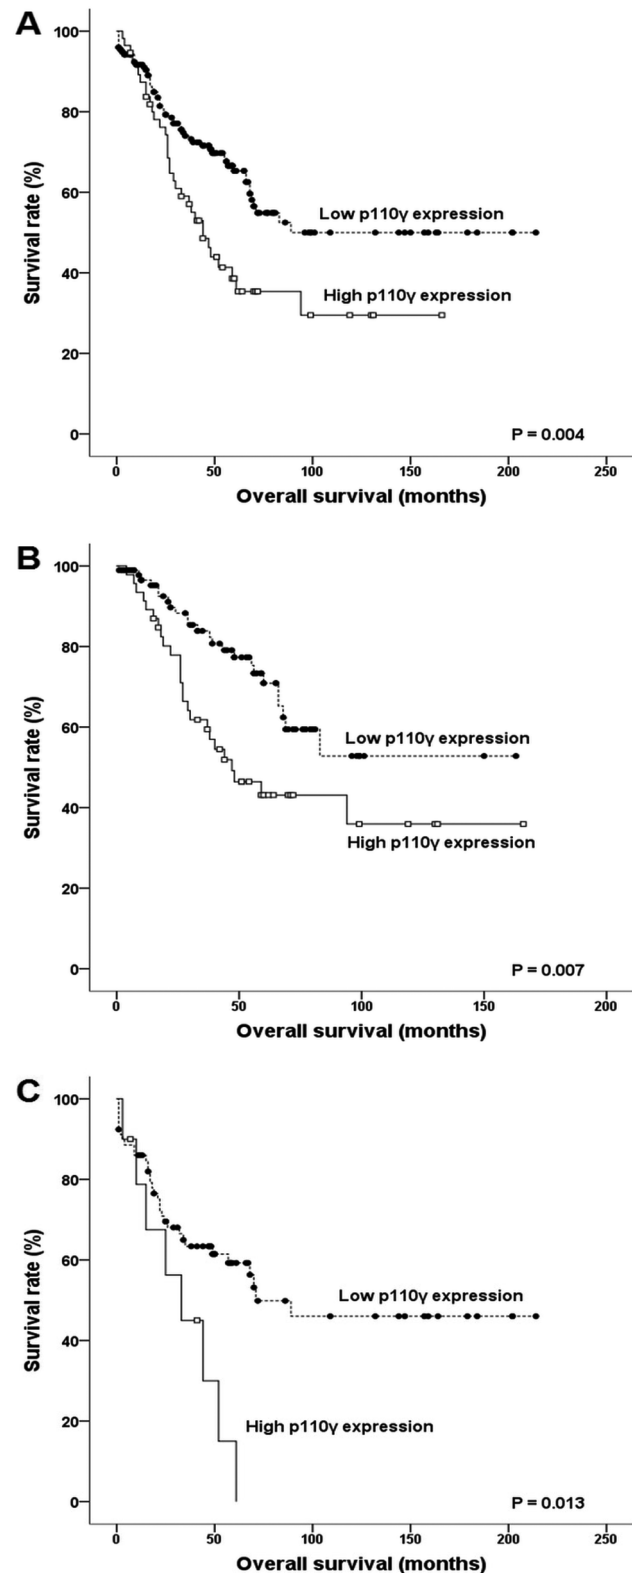 A
Survival rate (%)
100
80
60
40
20
0
Low p110γ expression
High p110γ expression
P = 0.004
0 50 100 150 200 250
Overall survival (months)
B
Survival rate (%)
100
80
60
40
20
0
Low p110γ expression
High p110γ expression
P = 0.007
0 50 100 150 200
Overall survival (months)
C
Survival rate (%)
100
80
60
40
20
0
Low p110γ expression
High p110γ expression
P = 0.013
0 50 100 150 200 250
Overall survival (months)